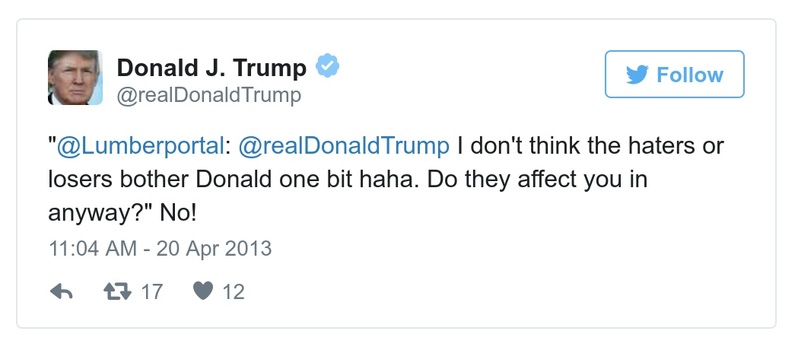 Donald J. Trump
@realDonaldTrump
Follow
"@Lumberportal: @realDonaldTrump I don't think the haters or
losers bother Donald one bit haha. Do they affect you in
anyway?" No!
11:04 AM - 20 Apr 2013
17 12